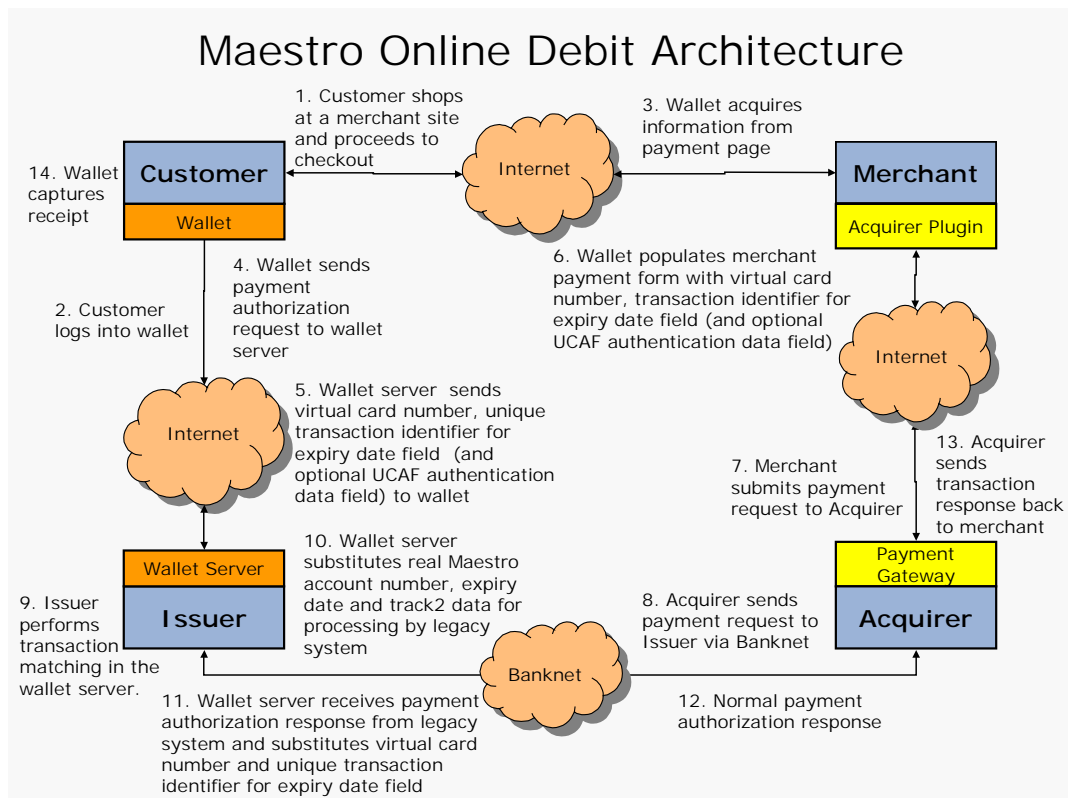 Maestro Online Debit Architecture
1. Customer shops
at a merchant site
and proceeds to
checkout
3. Wallet acquires
information from
payment page
14. Wallet
captures
receipt
Customer
Wallet
Internet
Merchant
Acquirer Plugin
2. Customer
logs into wallet
4. Wallet sends
payment
authorization
request to wallet
server
6. Wallet populates merchant
payment form with virtual card
number, transaction identifier for
expiry date field (and optional
UCAF authentication data field)
Internet
Internet
5. Wallet server  sends
virtual card number, unique
transaction identifier for
expiry date field  (and
optional UCAF authentication
data field) to wallet
7. Merchant
submits payment
request to Acquirer
13. Acquirer
sends
transaction
response back
to merchant
Wallet Server
Issuer
10. Wallet server
substitutes real Maestro
account number, expiry
date and track2 data for
processing by legacy
system
Payment
Gateway
Acquirer
9. Issuer
performs
transaction
matching in the
wallet server.
8. Acquirer sends
payment request to
Issuer via Banknet
Banknet
11. Wallet server receives payment
authorization response from legacy
system and substitutes virtual card
number and unique transaction
identifier for expiry date field
12. Normal payment
authorization response